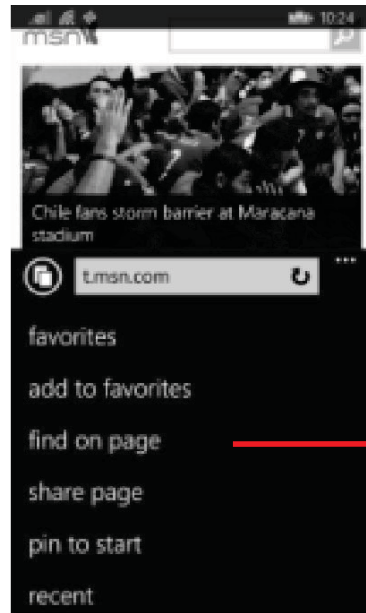 10:24
msn
Chile fans storm barrier at Maracana
stadium
t.msn.com
favorites
add to favorites
find on page
share page
pin to start
recent